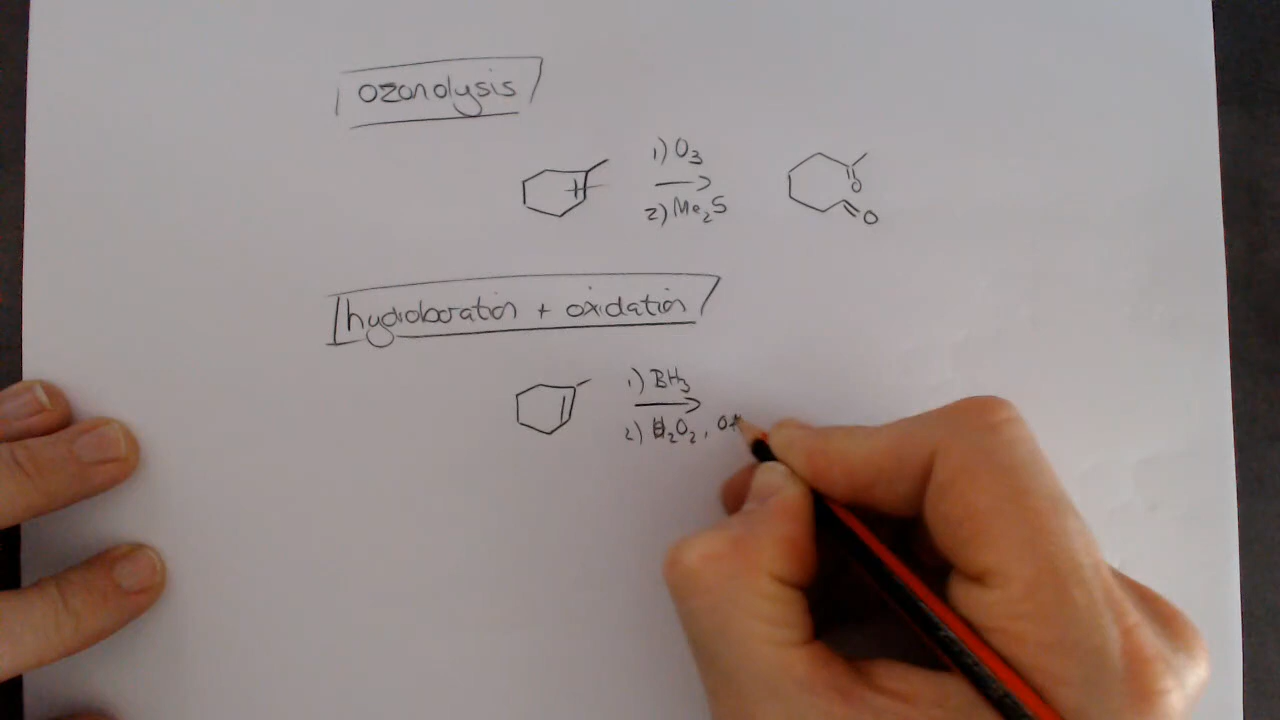 ozonolysis
1) O3
2) Me2S
O
O
hydroboration + oxidation
1) BH3
2) H2O2, OH